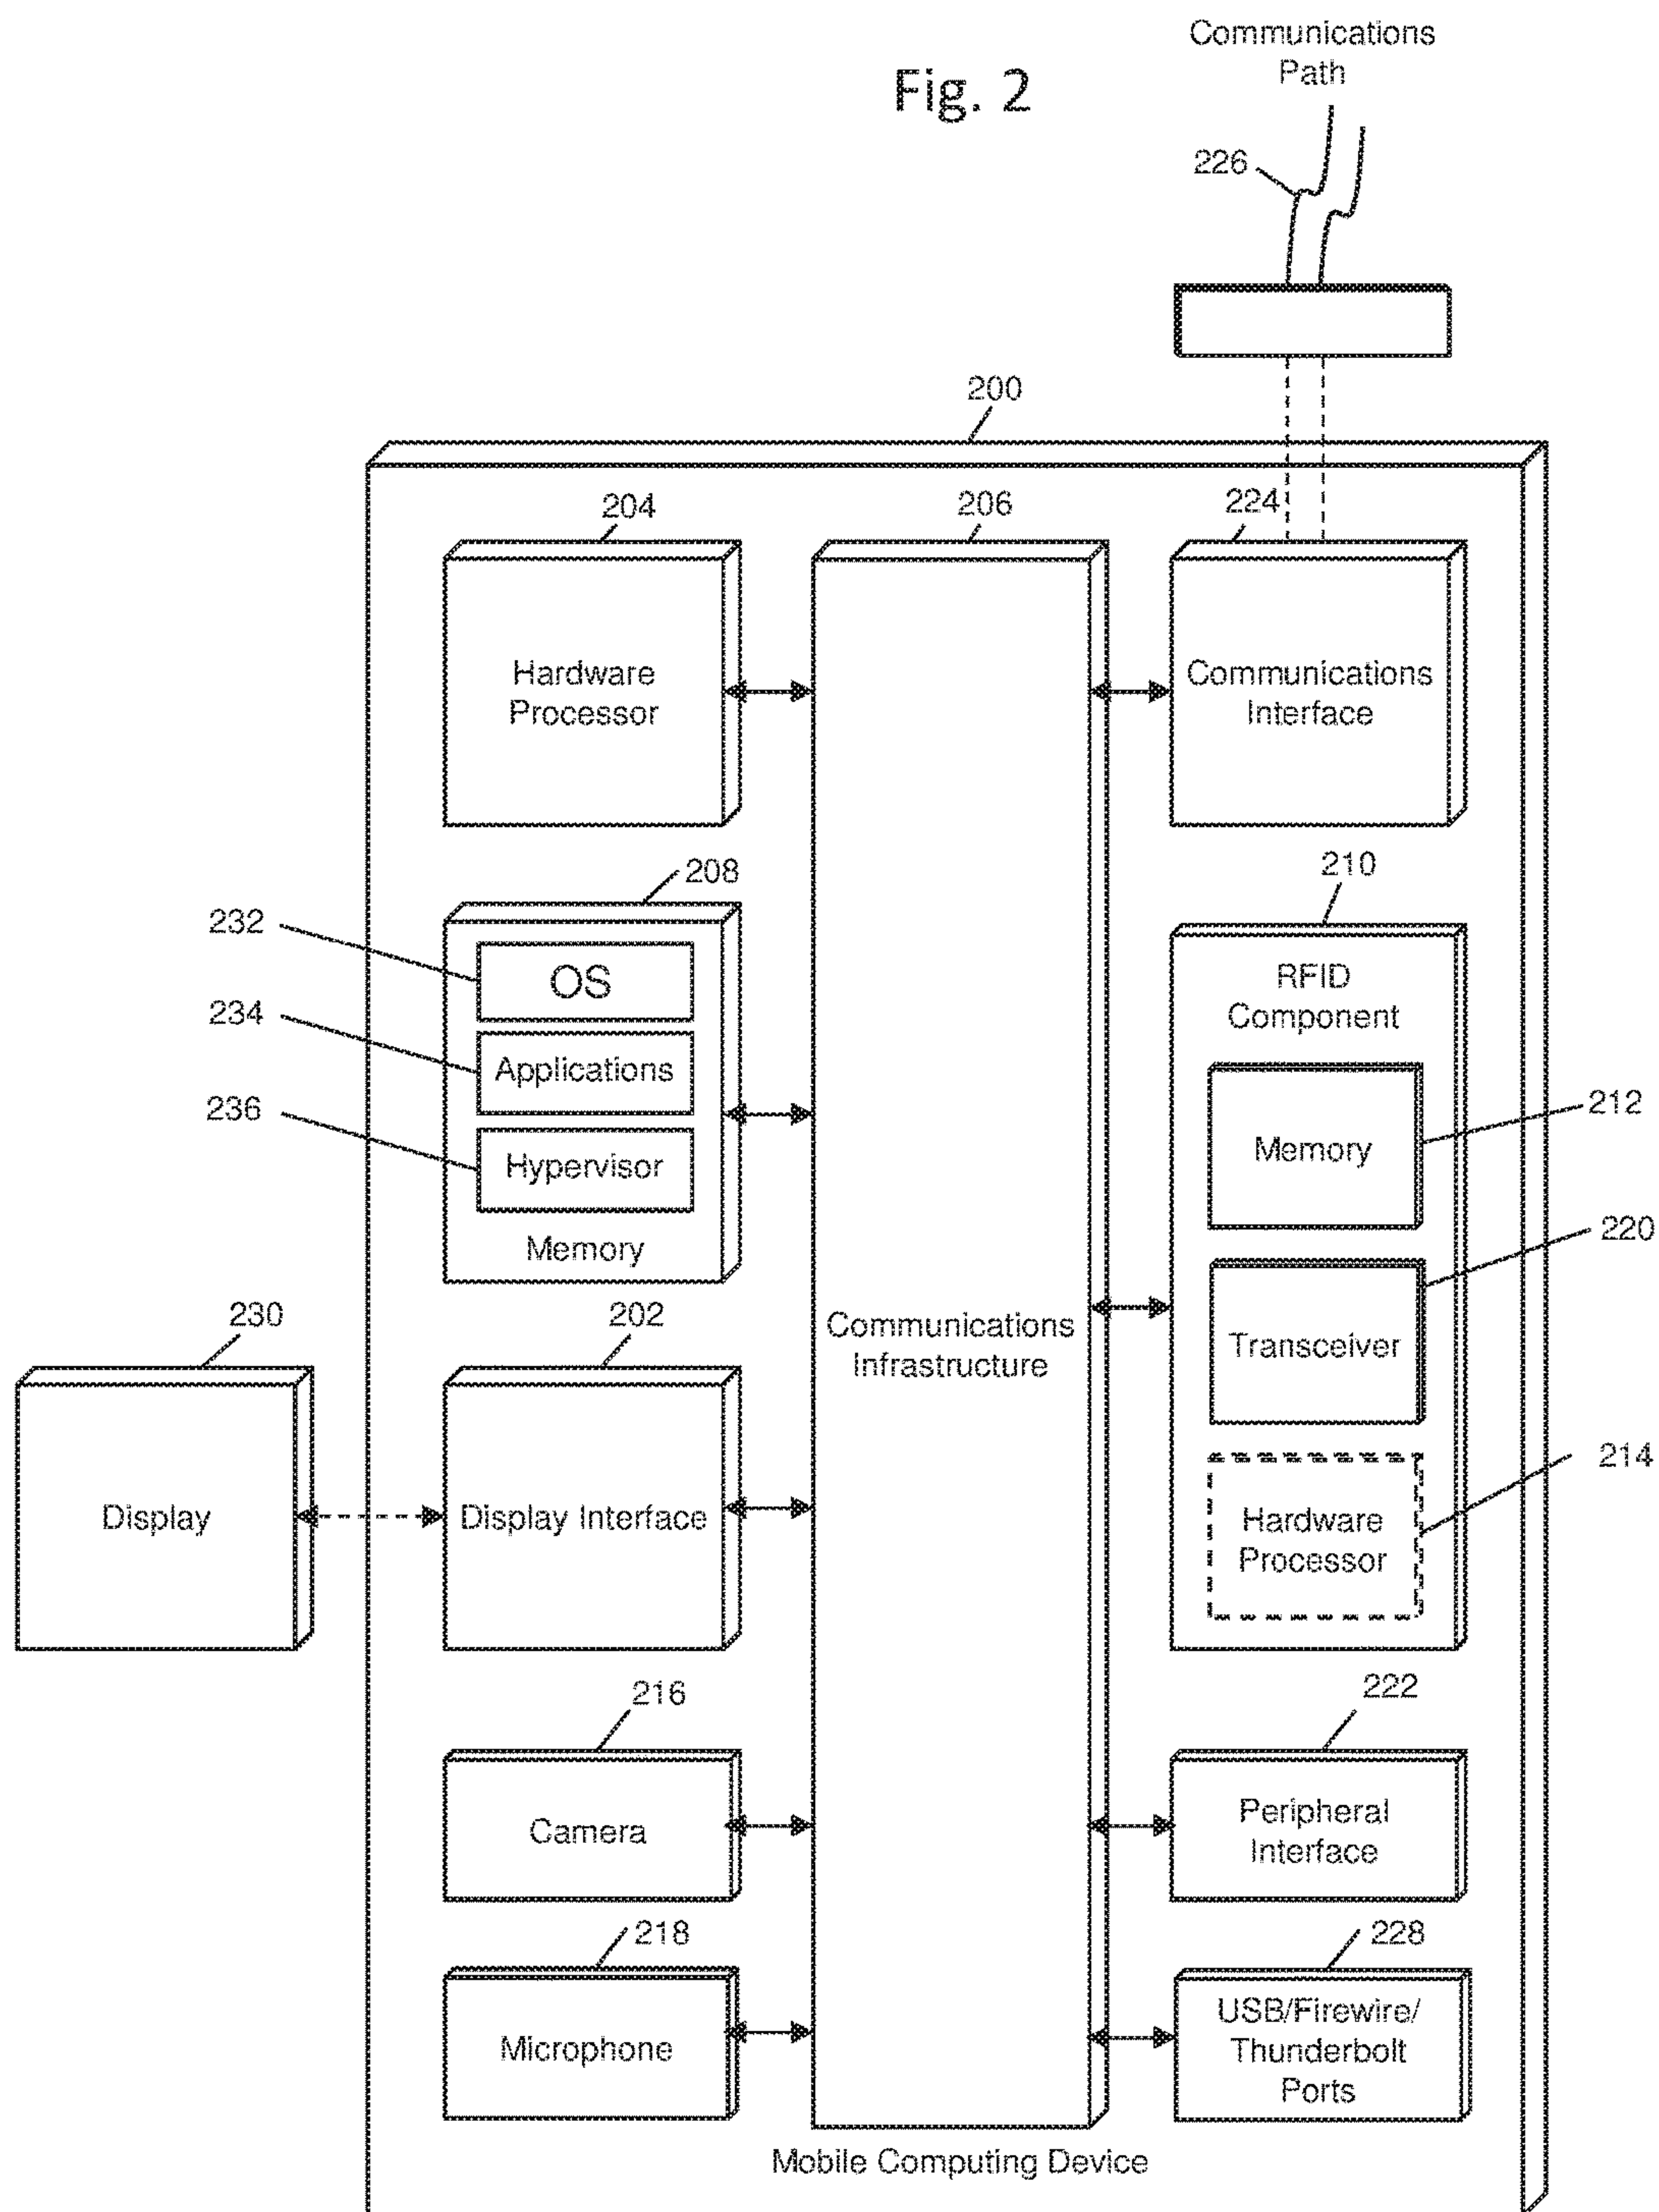 Communications
Path
Fig. 2
226
200
204
206
224
Hardware
Processor
Communications
Interface
208
210
232
OS
RFID
Component
234
Applications
236
Hypervisor
212
Memory
Memory
220
230
202
Communications
Infrastructure
Transceiver
214
Display
Display Interface
Hardware
Processor
216
222
Camera
Peripheral
Interface
218
228
Microphone
USB/Firewire/
Thunderbolt
Ports
Mobile Computing Device